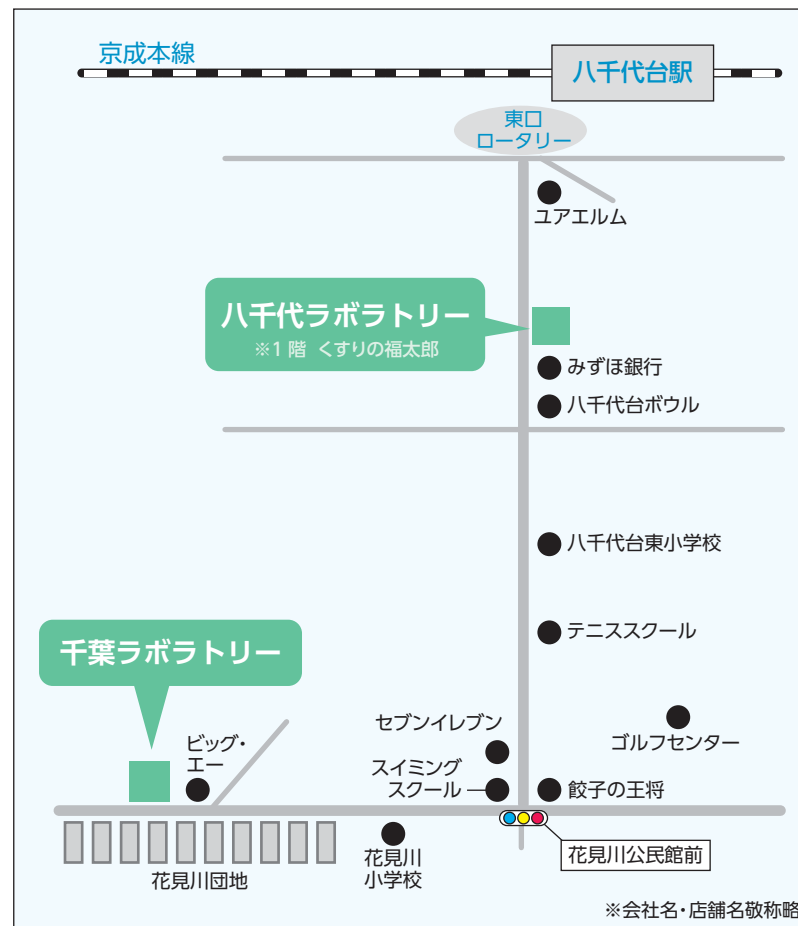 京成本線
八千代台駅
東口
ロータリー
ユアエルム
八千代ラボラトリー
※1階 くすりの福太郎
みずほ銀行
八千代台ボウル
八千代台東小学校
テニススクール
千葉ラボラトリー
セブンイレブン
ゴルフセンター
ビッグ・
エー
スイミング
スクール
餃子の王将
花見川公民館前
花見川
小学校
花見川団地
※会社名・店舗名敬称略